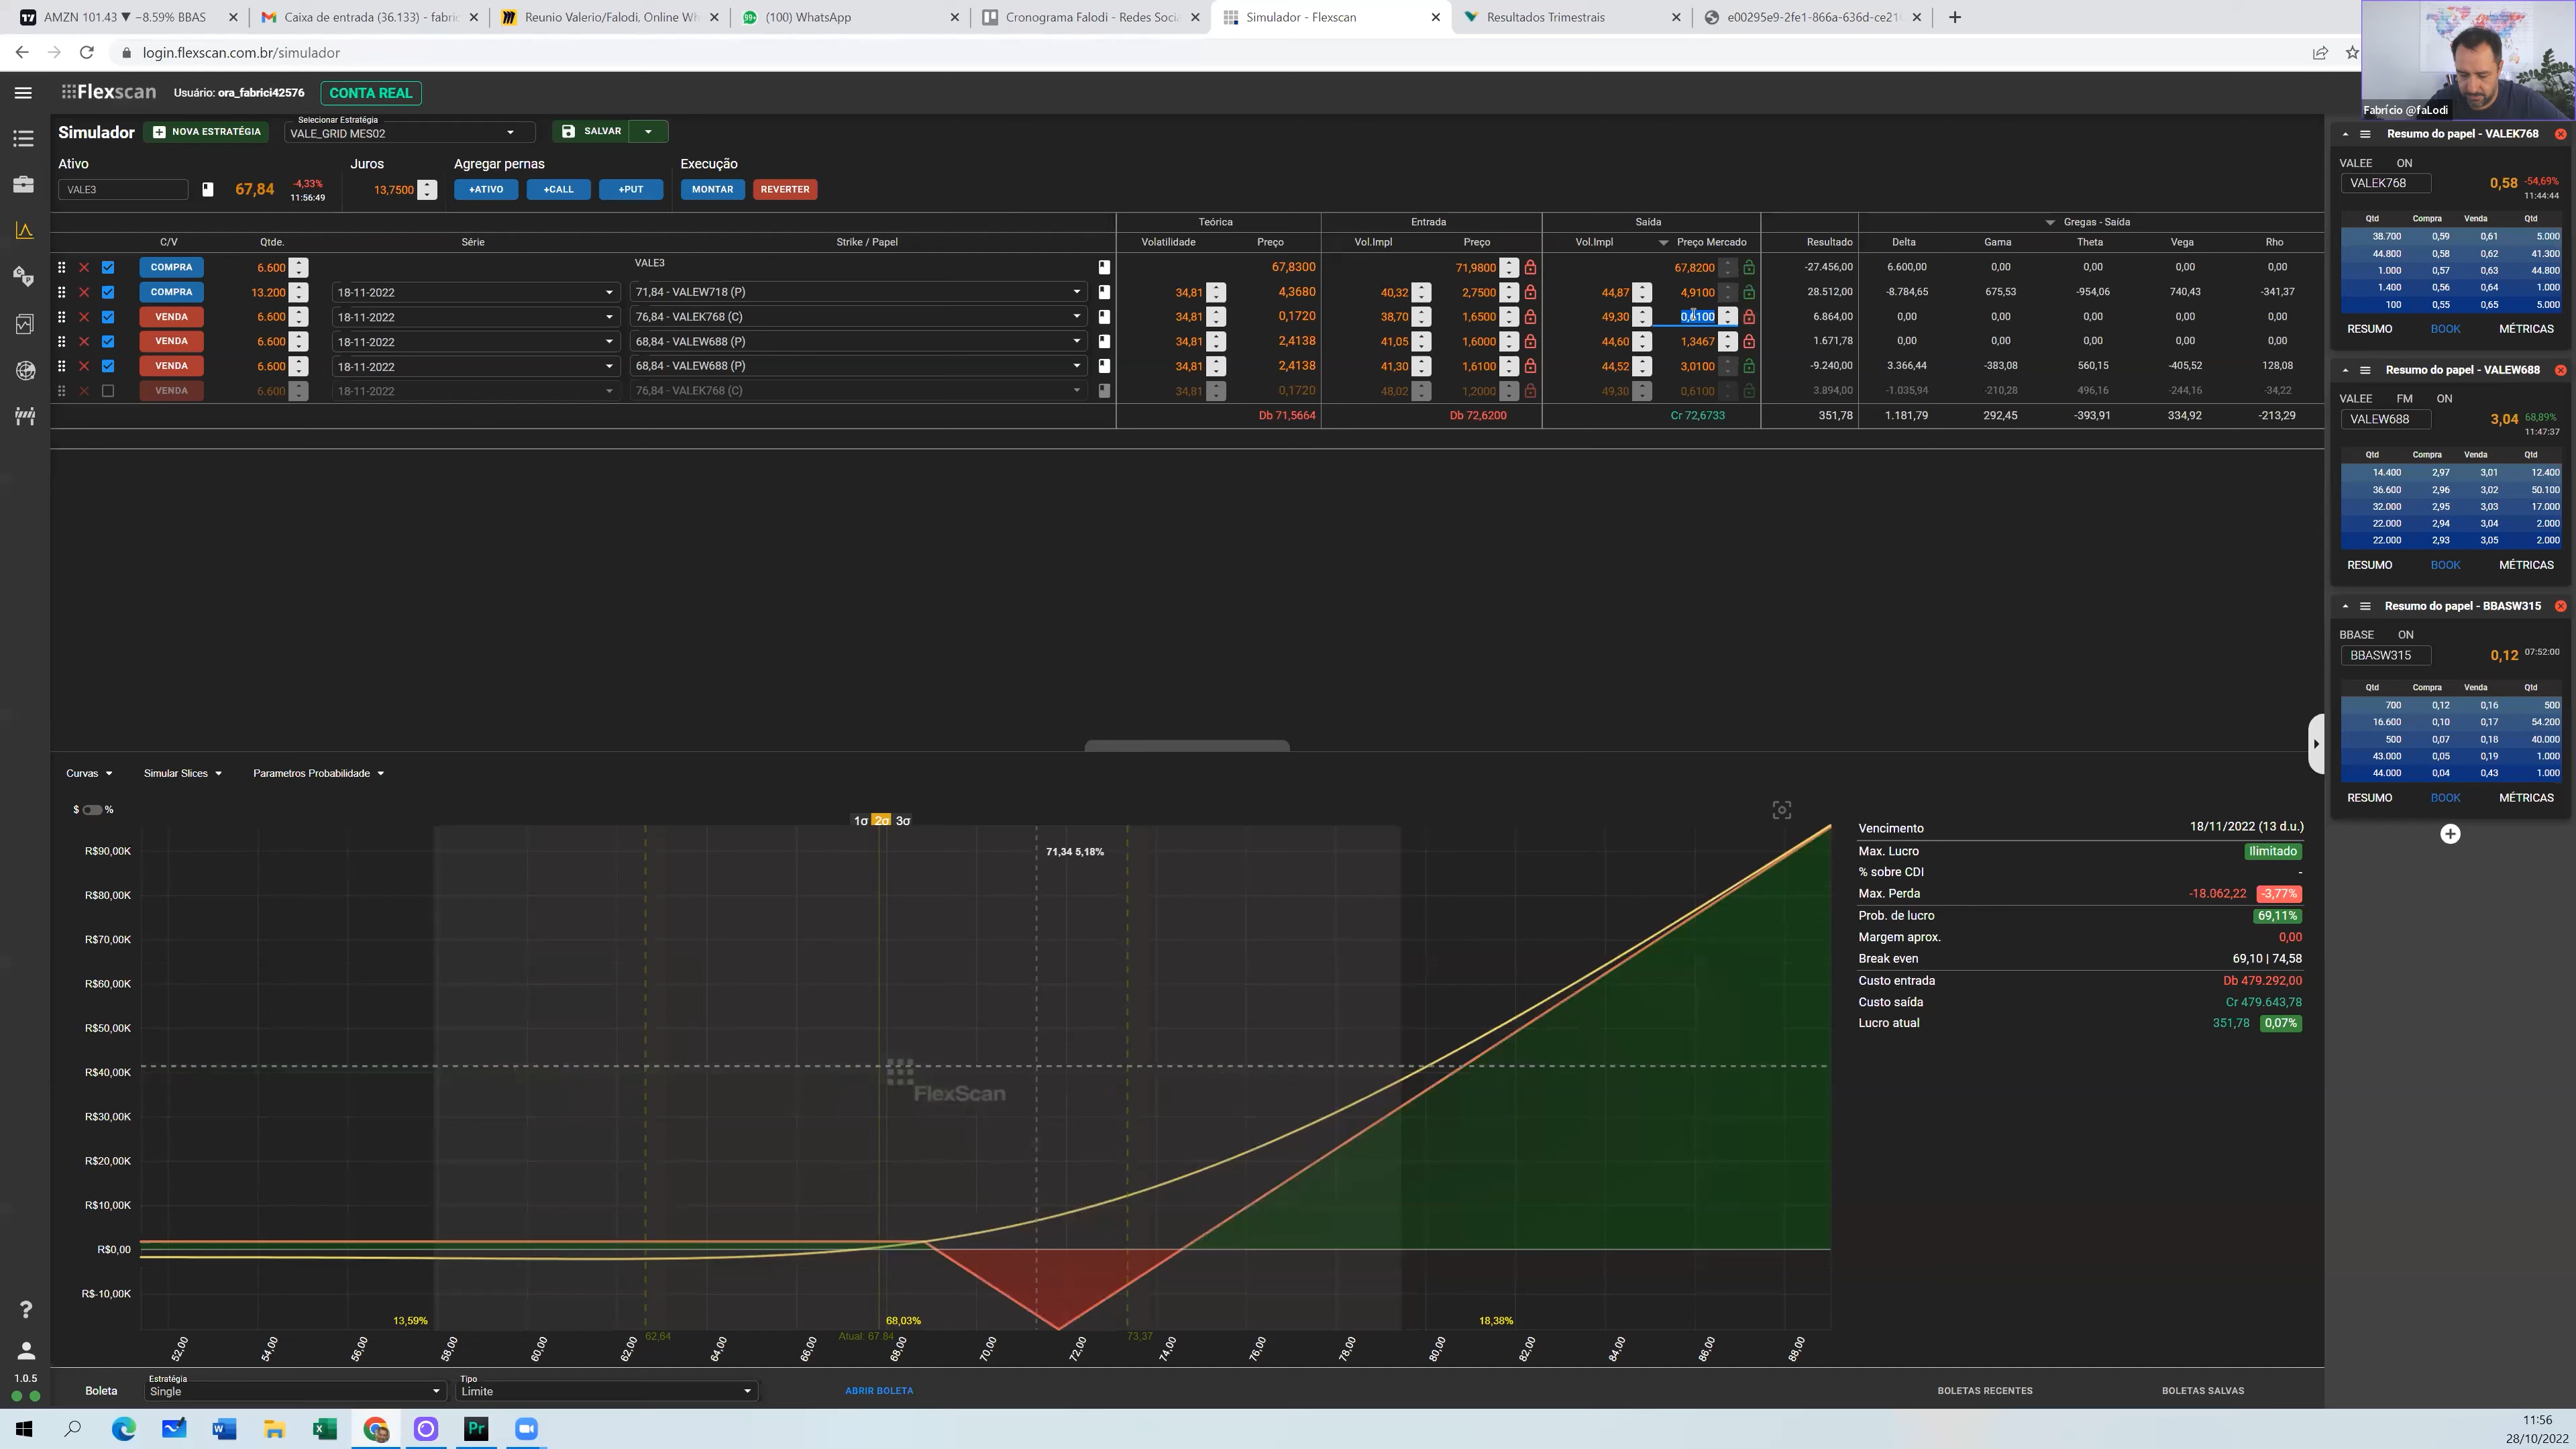 AMZN 101.43 ▼ −8.59% BBAS
Caixa de entrada (36.133) - fabric
Reunio Valerio/Falodi, Online Wh
(100) WhatsApp
Cronograma Falodi - Redes Socia
Simulador - Flexscan
Resultados Trimestrais
e00295e9-2fe1-866a-636d-ce210
login.flexscan.com.br/simulador
Fabrício @faLodi
Flexscan
Usuário: ora_fabrici42576
CONTA REAL
Simulador
NOVA ESTRATÉGIA
Selecionar Estratégia
VALE_GRID MES02
SALVAR
Ativo
Juros
Agregar pernas
Execução
VALE3
67,84
-4,33%
11:56:49
13,7500
+ATIVO
+CALL
+PUT
MONTAR
REVERTER
Teórica
Entrada
Saída
Gregas - Saída
C/V Qtde. Série Strike / Papel Volatilidade Preço Vol.Impl Preço Vol.Impl Preço Mercado Resultado Delta Gama Theta Vega Rho
COMPRA 6.600 VALE3 67,8300 71,9800 67,8200 -27.456,00 6.600,00 0,00 0,00 0,00 0,00
COMPRA 13.200 18-11-2022 71,84 - VALEW718 (P) 34,81 4,3680 40,32 2,7500 44,87 4,9100 28.512,00 -8.784,65 675,53 -954,06 740,43 -341,37
VENDA 6.600 18-11-2022 76,84 - VALEK768 (C) 34,81 0,1720 38,70 1,6500 49,30 0,6100 6.864,00 0,00 0,00 0,00 0,00 0,00
VENDA 6.600 18-11-2022 68,84 - VALEW688 (P) 34,81 2,4138 41,05 1,6000 44,60 1,3467 1.671,78 0,00 0,00 0,00 0,00 0,00
VENDA 6.600 18-11-2022 68,84 - VALEW688 (P) 34,81 2,4138 41,30 1,6100 44,52 3,0100 -9.240,00 3.366,44 -383,08 560,15 -405,52 128,08
VENDA 6.600 18-11-2022 76,84 - VALEK768 (C) 34,81 0,1720 48,02 1,2000 49,30 0,6100 3.894,00 -1.035,94 -210,28 496,16 -244,16 -34,22
Db 71,5664 Db 72,6200 Cr 72,6733 351,78 1.181,79 292,45 -393,91 334,92 -213,29
Resumo do papel - VALEK768
VALEE ON
VALEK768 0,58 -54,69%
11:44:44
Qtd Compra Venda Qtd
38.700 0,59 0,61 5.000
44.800 0,58 0,62 41.300
1.000 0,57 0,63 44.800
1.400 0,56 0,64 1.000
100 0,55 0,65 5.000
RESUMO BOOK MÉTRICAS
Resumo do papel - VALEW688
VALEE FM ON
VALEW688 3,04 68,89%
11:47:37
Qtd Compra Venda Qtd
14.400 2,97 3,01 12.400
36.600 2,96 3,02 50.100
32.000 2,95 3,03 17.000
22.000 2,94 3,04 2.000
22.000 2,93 3,05 2.000
RESUMO BOOK MÉTRICAS
Resumo do papel - BBASW315
BBASE ON
BBASW315 0,12 07:52:00
Qtd Compra Venda Qtd
700 0,12 0,16 500
16.600 0,10 0,17 54.200
500 0,07 0,18 40.000
43.000 0,05 0,19 1.000
44.000 0,04 0,43 1.000
RESUMO BOOK MÉTRICAS
Curvas Simular Slices Parametros Probabilidade
$ %
1σ 2σ 3σ
71,34 5,18%
R$90,00K
R$80,00K
R$70,00K
R$60,00K
R$50,00K
R$40,00K
R$30,00K
R$20,00K
R$10,00K
R$0,00
R$-10,00K
FlexScan
13,59% 68,03% 18,38%
62,64 Atual: 67.84 73,37
52,00 54,00 56,00 58,00 60,00 62,00 64,00 66,00 68,00 70,00 72,00 74,00 76,00 78,00 80,00 82,00 84,00 86,00 88,00
Vencimento 18/11/2022 (13 d.u.)
Max. Lucro Ilimitado
% sobre CDI -
Max. Perda -18.062,22 -3,77%
Prob. de lucro 69,11%
Margem aprox. 0,00
Break even 69,10 | 74,58
Custo entrada Db 479.292,00
Custo saída Cr 479.643,78
Lucro atual 351,78 0,07%
1.0.5
Boleta
Estratégia
Single
Tipo
Limite
ABRIR BOLETA
BOLETAS RECENTES
BOLETAS SALVAS
11:56
28/10/2022